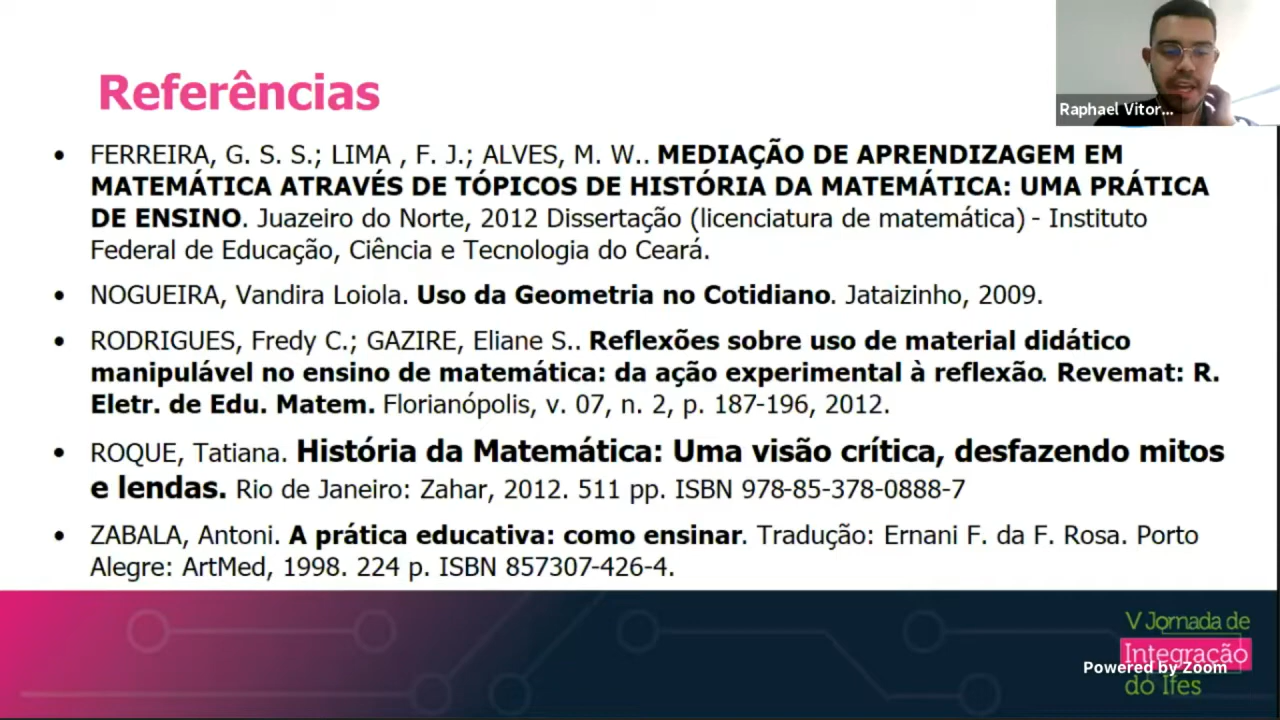 Referências
Raphael Vitor...
• FERREIRA, G. S. S.; LIMA , F. J.; ALVES, M. W.. MEDIAÇÃO DE APRENDIZAGEM EM
MATEMÁTICA ATRAVÉS DE TÓPICOS DE HISTÓRIA DA MATEMÁTICA: UMA PRÁTICA
DE ENSINO. Juazeiro do Norte, 2012 Dissertação (licenciatura de matemática) - Instituto
Federal de Educação, Ciência e Tecnologia do Ceará.
• NOGUEIRA, Vandira Loiola. Uso da Geometria no Cotidiano. Jataizinho, 2009.
• RODRIGUES, Fredy C.; GAZIRE, Eliane S.. Reflexões sobre uso de material didático
manipulável no ensino de matemática: da ação experimental à reflexão. Revemat: R.
Eletr. de Edu. Matem. Florianópolis, v. 07, n. 2, p. 187-196, 2012.
• ROQUE, Tatiana. História da Matemática: Uma visão crítica, desfazendo mitos
e lendas. Rio de Janeiro: Zahar, 2012. 511 pp. ISBN 978-85-378-0888-7
• ZABALA, Antoni. A prática educativa: como ensinar. Tradução: Ernani F. da F. Rosa. Porto
Alegre: ArtMed, 1998. 224 p. ISBN 857307-426-4.
V Jornada de
Integração
Powered by Zoom
do Ifes